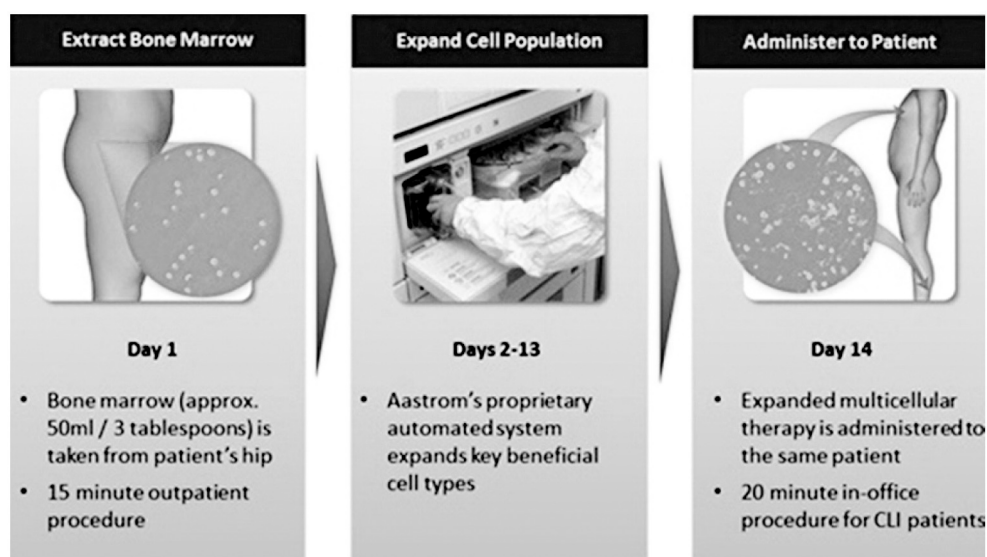 Extract Bone Marrow
Day 1
• Bone marrow (approx.
50ml / 3 tablespoons) is
taken from patient's hip
• 15 minute outpatient
procedure
Expand Cell Population
Days 2-13
• Aastrom's proprietary
automated system
expands key beneficial
cell types
Administer to Patient
Day 14
• Expanded multicellular
therapy is administered to
the same patient
• 20 minute in-office
procedure for CLI patients